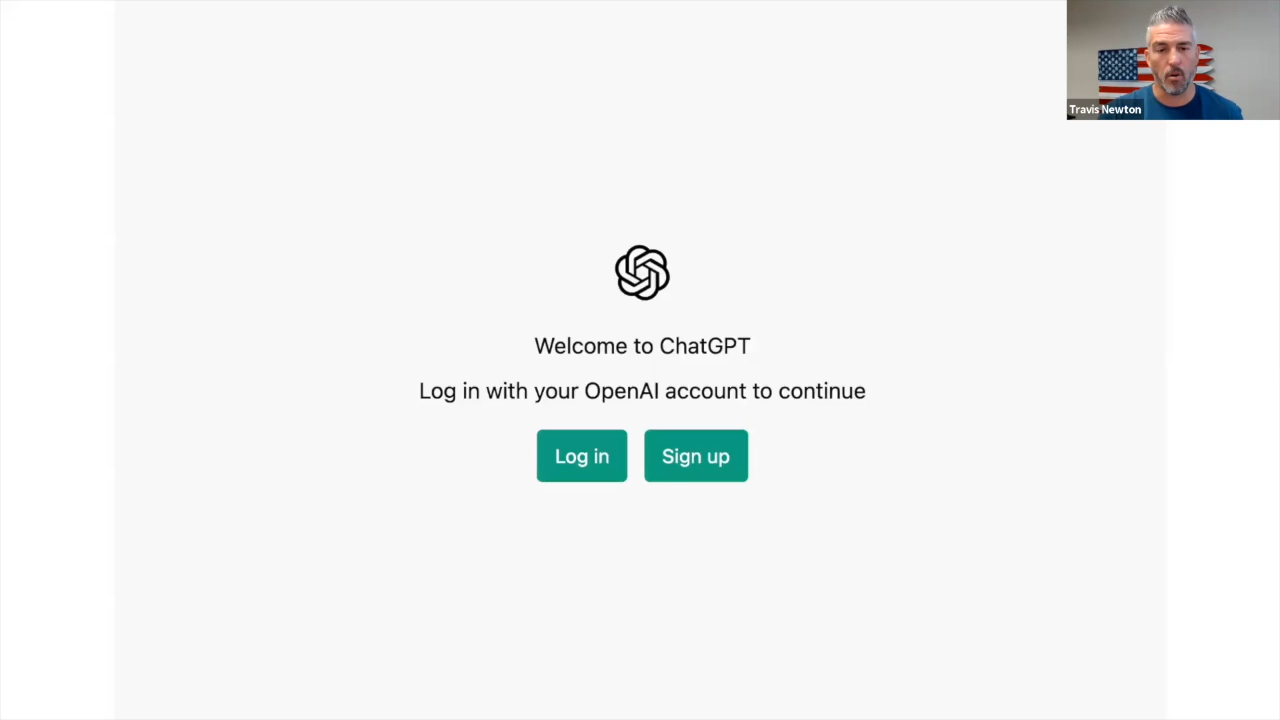 Travis Newton
Welcome to ChatGPT
Log in with your OpenAI account to continue
Log in
Sign up